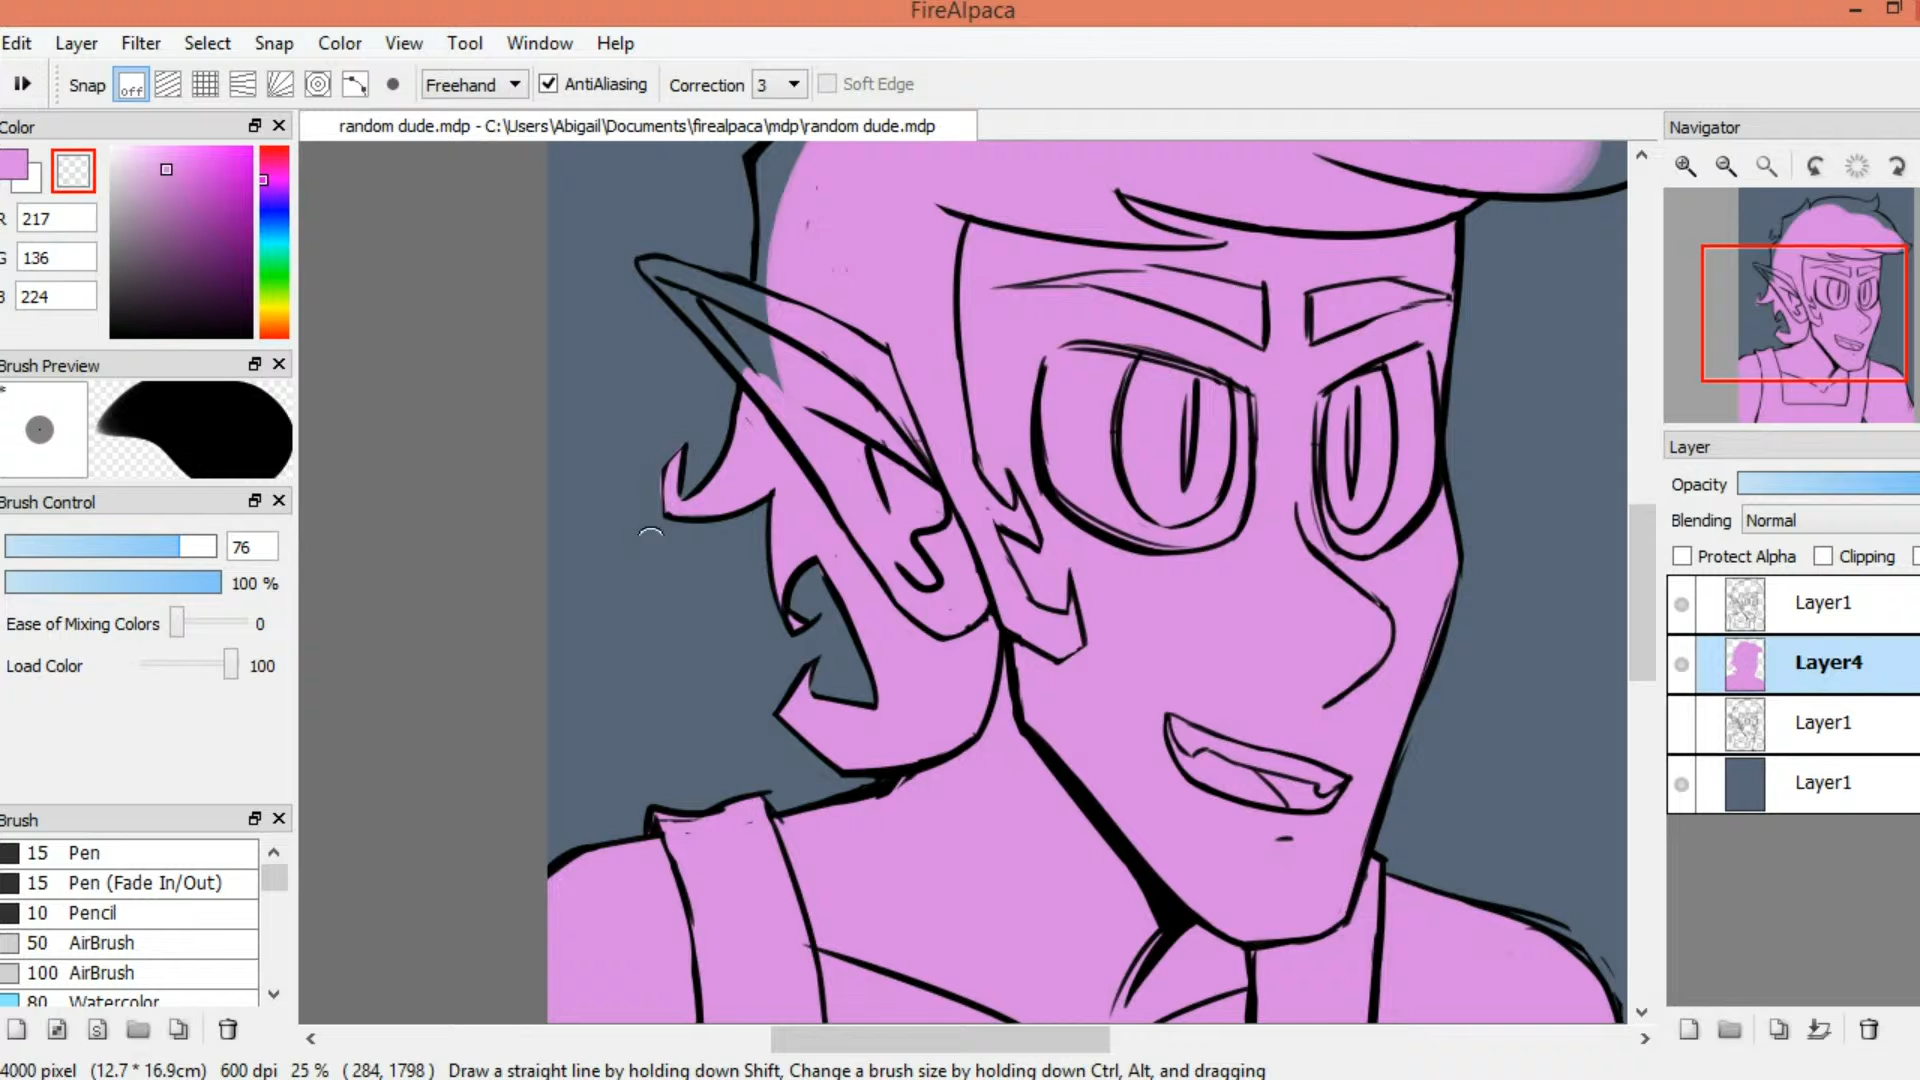 FireAlpaca
Edit Layer Filter Select Snap Color View Tool Window Help
Snap off Freehand AntiAliasing Correction 3 Soft Edge
Color
random dude.mdp - C:\Users\Abigail\Documents\firealpaca\mdp\random dude.mdp
Navigator
R 217
G 136
B 224
Brush Preview
*
Brush Control
76
100 %
Ease of Mixing Colors 0
Load Color 100
Brush
15 Pen
15 Pen (Fade In/Out)
10 Pencil
50 AirBrush
100 AirBrush
80 Watercolor
S
Layer
Opacity
Blending Normal
Protect Alpha Clipping
Layer1
Layer4
Layer1
Layer1
4000 pixel (12.7 * 16.9cm) 600 dpi 25 % ( 284, 1798 ) Draw a straight line by holding down Shift, Change a brush size by holding down Ctrl, Alt, and dragging